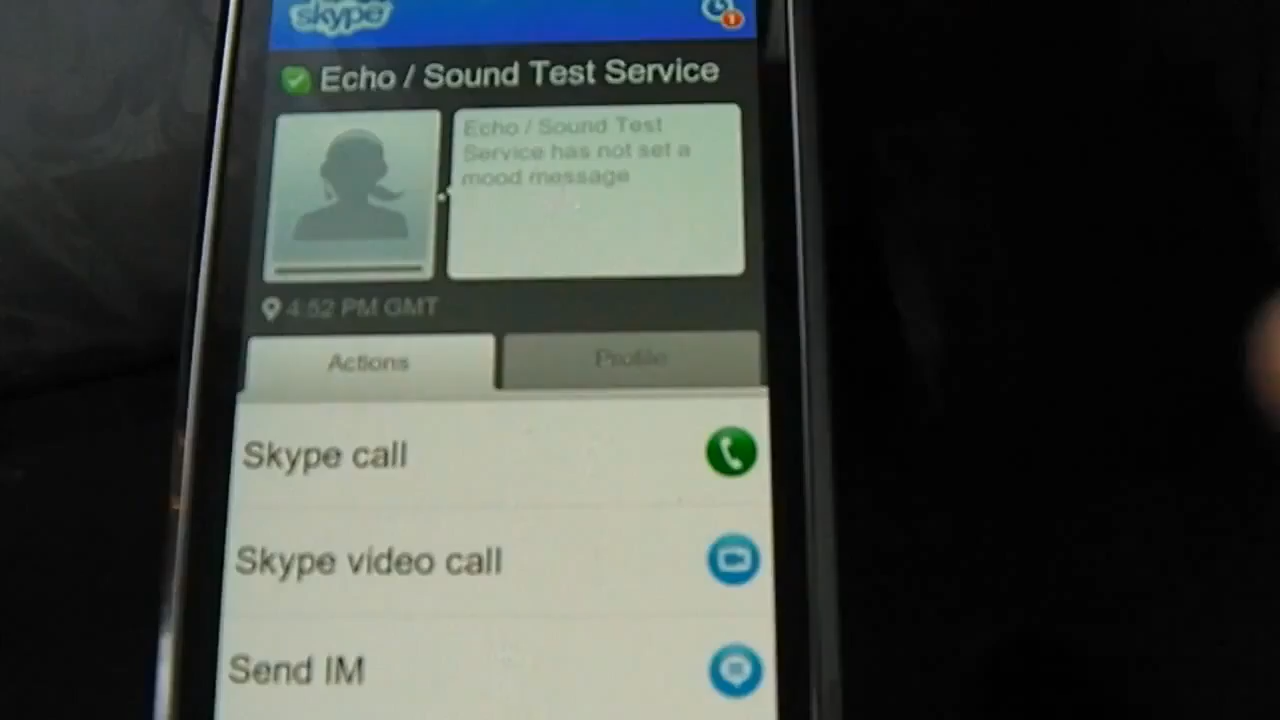 skype
1
Echo / Sound Test Service
Echo / Sound Test
Service has not set a
mood message
4:52 PM GMT
Actions
Profile
Skype call
Skype video call
Send IM